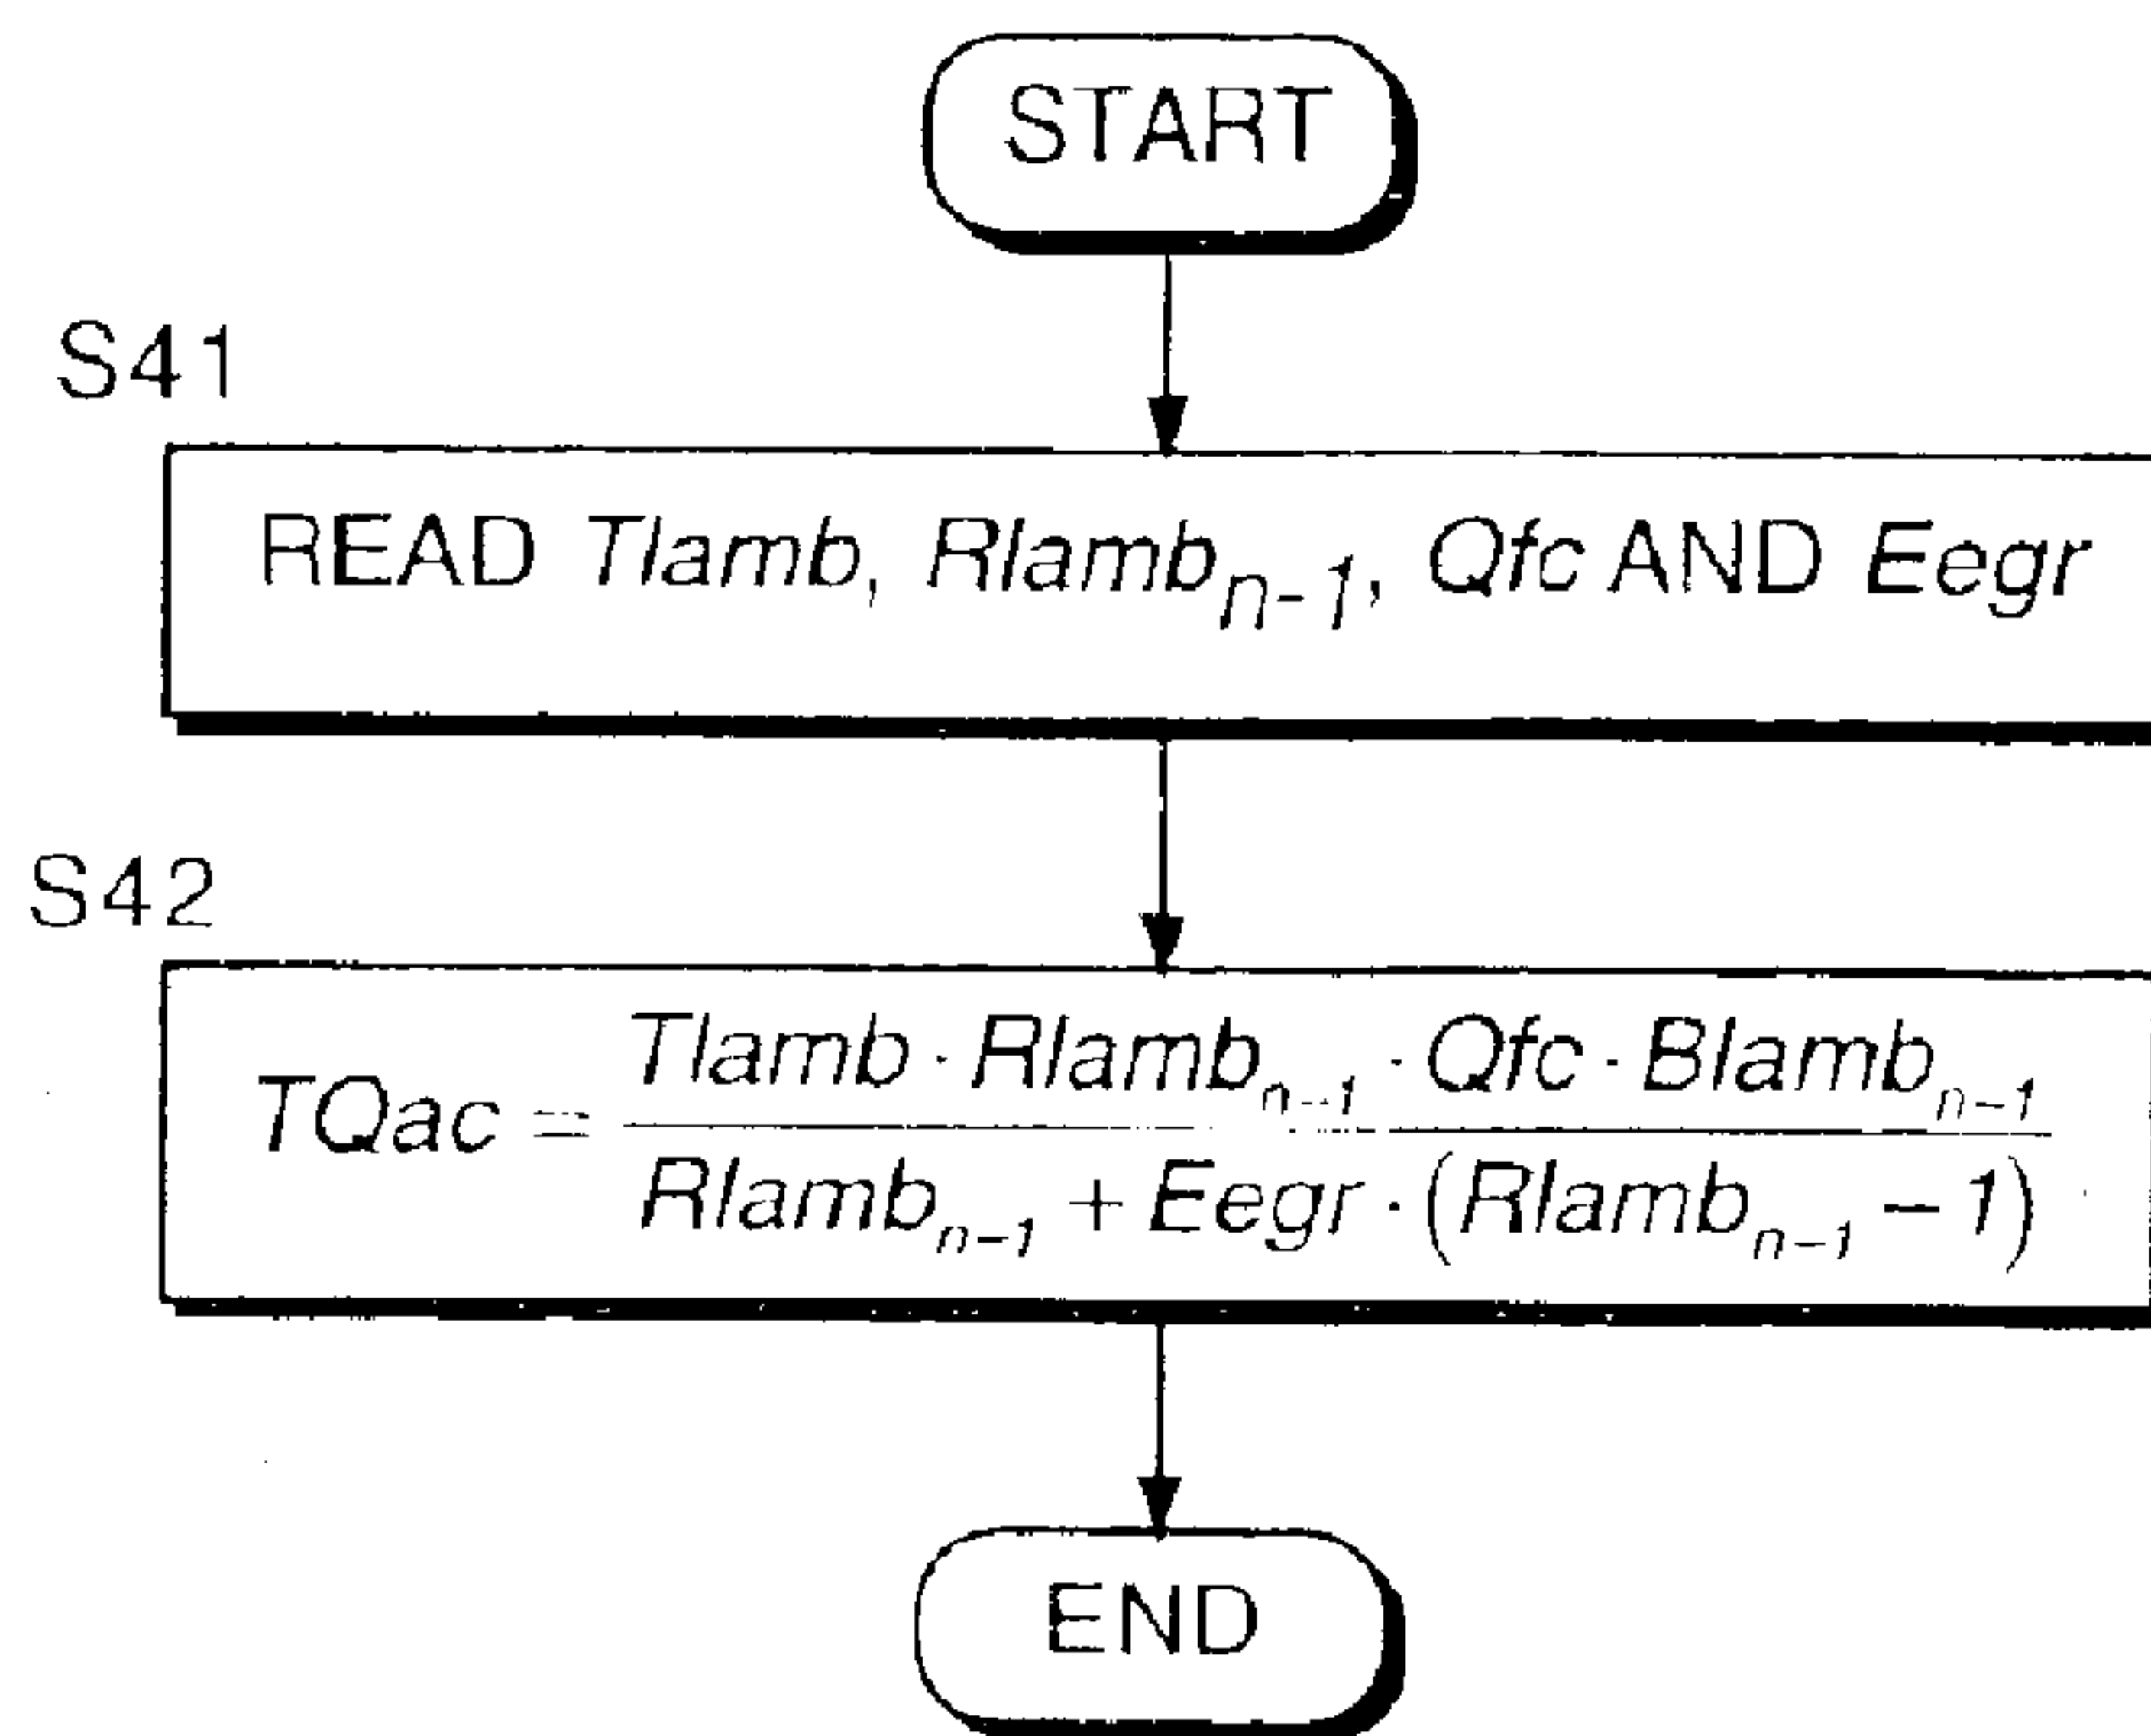 START
S41
READ Tlamb, Rlamb_{n-1}, Qfc AND Eegr
S42
TQac = \frac{Tlamb · Rlamb_{n-1} · Qfc · Blamb_{n-1}}{Rlamb_{n-1} + Eegr · (Rlamb_{n-1} − 1)}
END